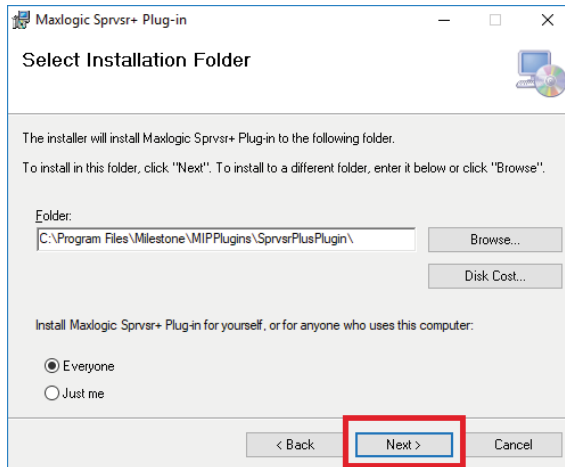 Maxlogic Sprvsr+ Plug-in
Select Installation Folder
The installer will install Maxlogic Sprvsr+ Plug-in to the following folder.
To install in this folder, click "Next". To install to a different folder, enter it below or click "Browse".
Folder:
C:\Program Files\Milestone\MIPPlugins\SprvsrPlusPlugin\
Browse...
Disk Cost...
Install Maxlogic Sprvsr+ Plug-in for yourself, or for anyone who uses this computer:
Everyone
Just me
< Back Next > Cancel